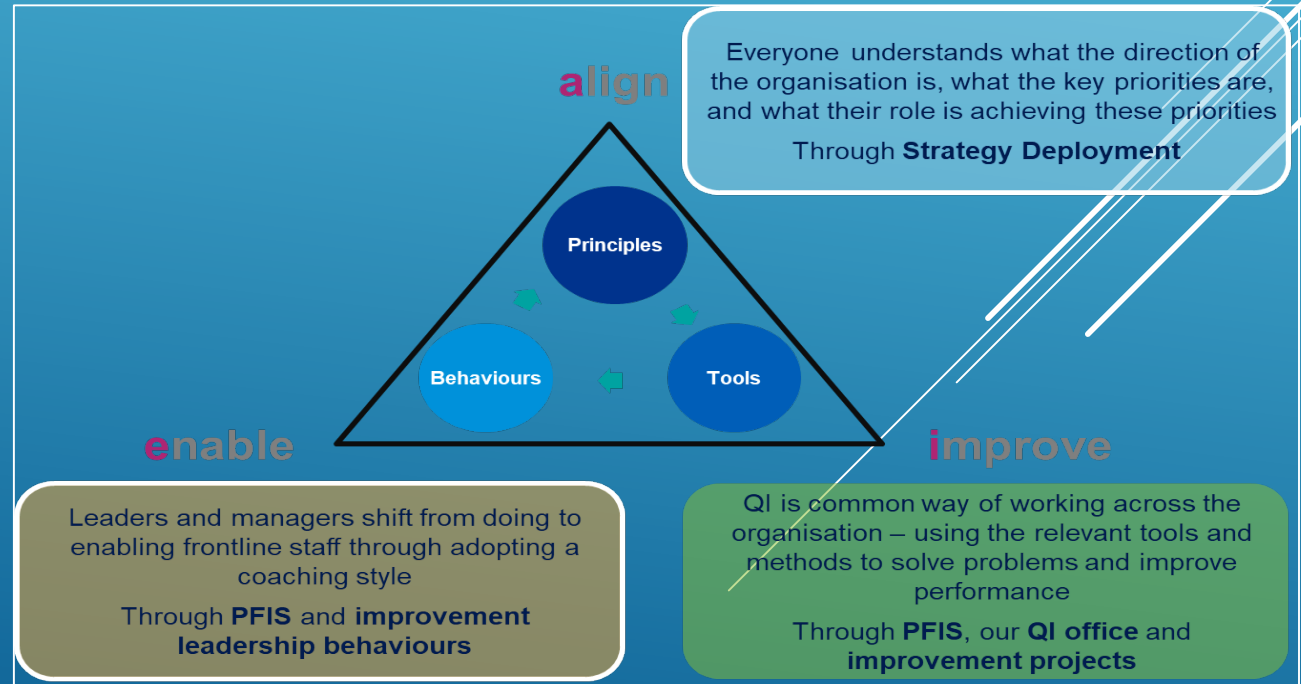 align
Everyone understands what the direction of
the organisation is, what the key priorities are,
and what their role is achieving these priorities
Through Strategy Deployment
Principles
Behaviours
Tools
enable
improve
Leaders and managers shift from doing to
enabling frontline staff through adopting a
coaching style
Through PFIS and improvement
leadership behaviours
QI is common way of working across the
organisation – using the relevant tools and
methods to solve problems and improve
performance
Through PFIS, our QI office and
improvement projects